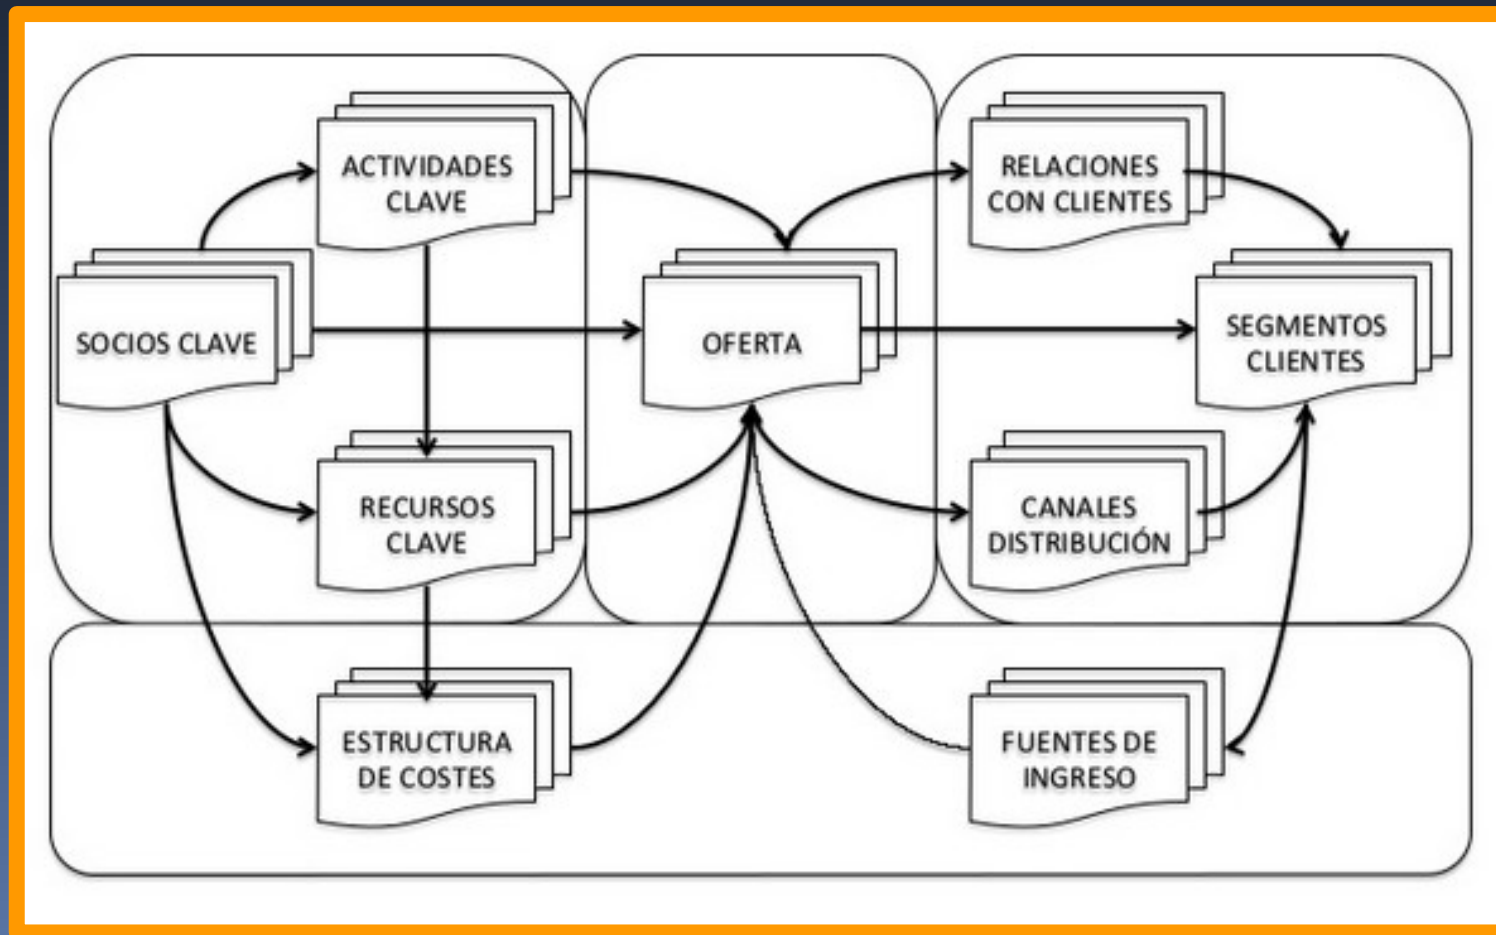 ACTIVIDADES
CLAVE
RELACIONES
CON CLIENTES
SOCIOS CLAVE
OFERTA
SEGMENTOS
CLIENTES
RECURSOS
CLAVE
CANALES
DISTRIBUCIÓN
ESTRUCTURA
DE COSTES
FUENTES DE
INGRESO